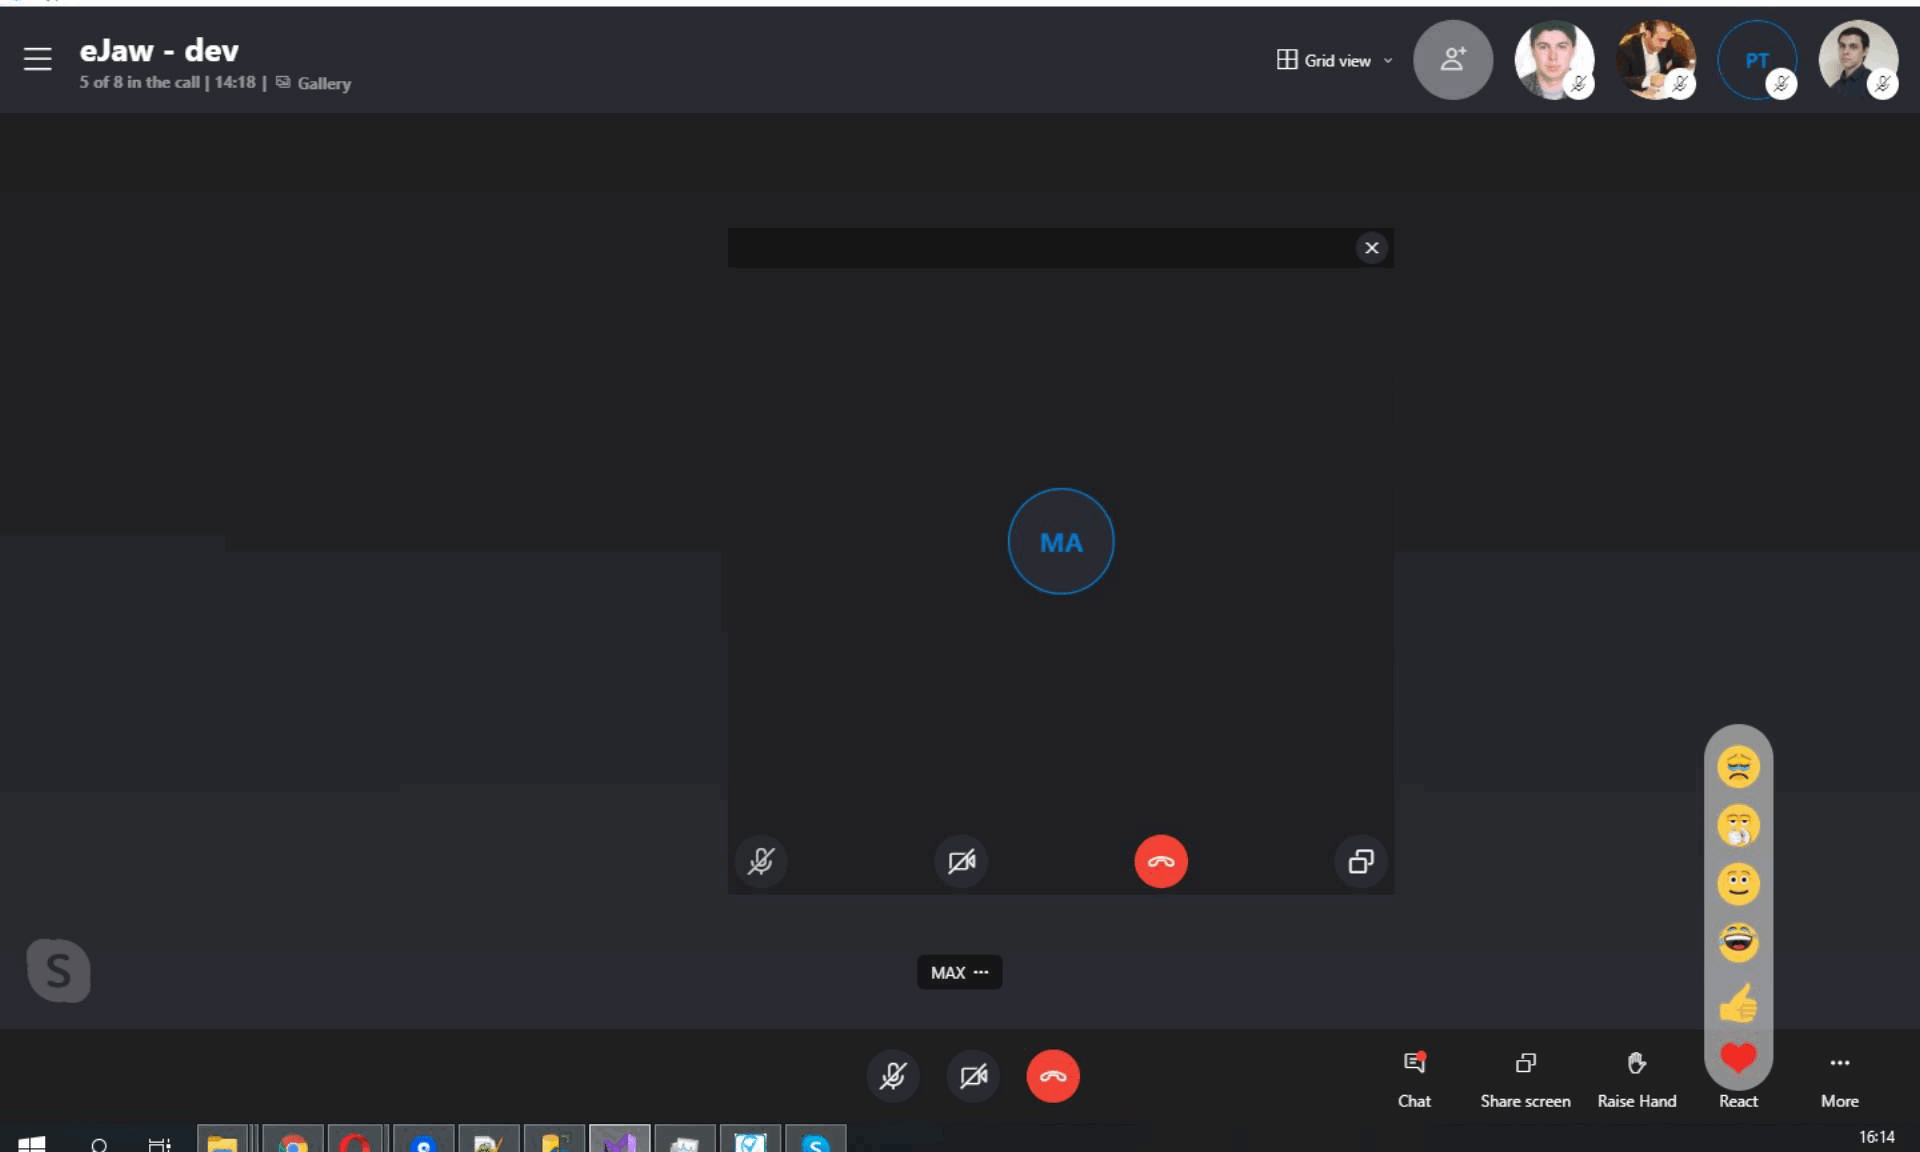 eJaw - dev
5 of 8 in the call | 14:18 | Gallery
Grid view
PT
MA
S
MAX ...
Chat
Share screen
Raise Hand
React
More
S
S
16:14